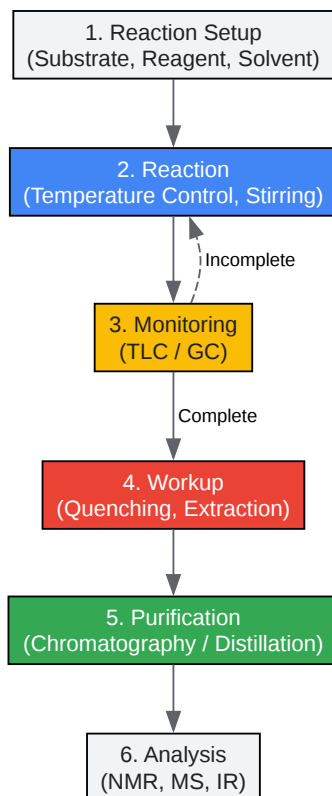 1. Reaction Setup
(Substrate, Reagent, Solvent)
2. Reaction
(Temperature Control, Stirring)
Incomplete
3. Monitoring
(TLC / GC)
Complete
4. Workup
(Quenching, Extraction)
5. Purification
(Chromatography / Distillation)
6. Analysis
(NMR, MS, IR)